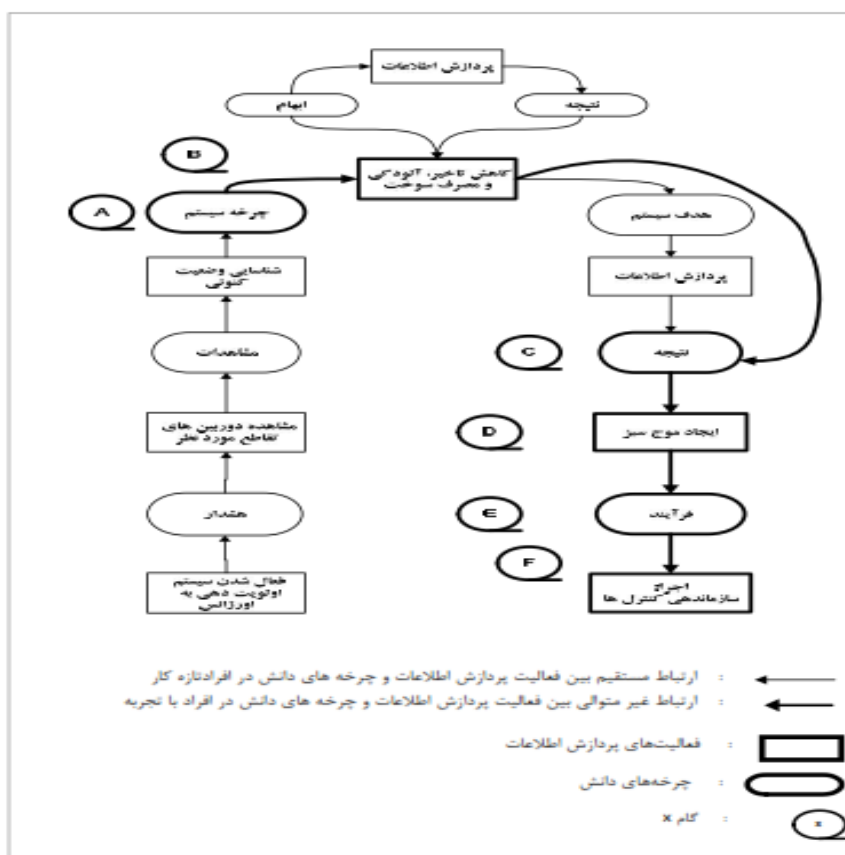 پردازش اطلاعات
ابهام
نتیجه
B
کاهش تاخیر، آلودگی
و مصرف سوخت
A
چرخه سیستم
هدف سیستم
شناسایی وضعیت
کنونی
پردازش اطلاعات
مشاهدات
C
نتیجه
مشاهده دوربین های
تقاطع مورد نظر
D
ایجاد موج سبز
هشدار
E
فرآیند
F
فعال شدن سیستم
اولویت دهی به
اورژانس
اجرا:
سازماندهی کنترل ها
: ارتباط مستقیم بین فعالیت پردازش اطلاعات و چرخه های دانش در افرادتازه کار
: ارتباط غیر متوالی بین فعالیت پردازش اطلاعات و چرخه های دانش در افراد با تجربه
: فعالیت‌های پردازش اطلاعات
: چرخه‌های دانش
: گام x
x